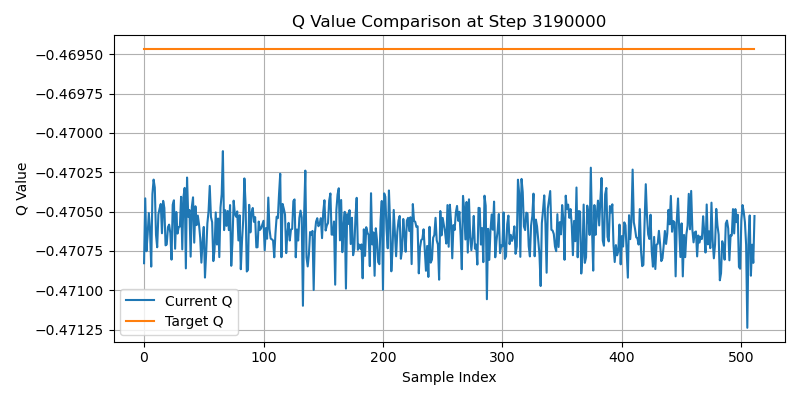 Q Value Comparison at Step 3190000
Q Value
−0.46950
−0.46975
−0.47000
−0.47025
−0.47050
−0.47075
−0.47100
−0.47125
Current Q
Target Q
0
100
200
300
400
500
Sample Index